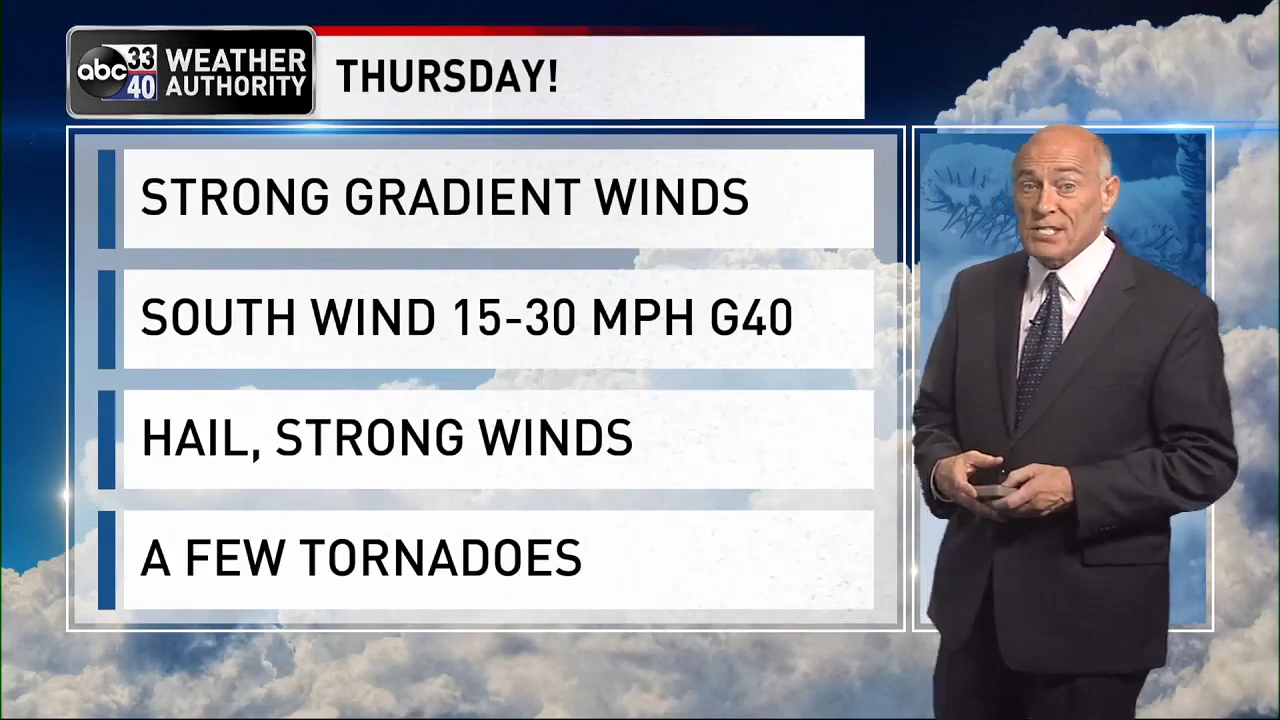 abc 33 40
WEATHER
AUTHORITY
THURSDAY!
STRONG GRADIENT WINDS
SOUTH WIND 15-30 MPH G40
HAIL, STRONG WINDS
A FEW TORNADOES